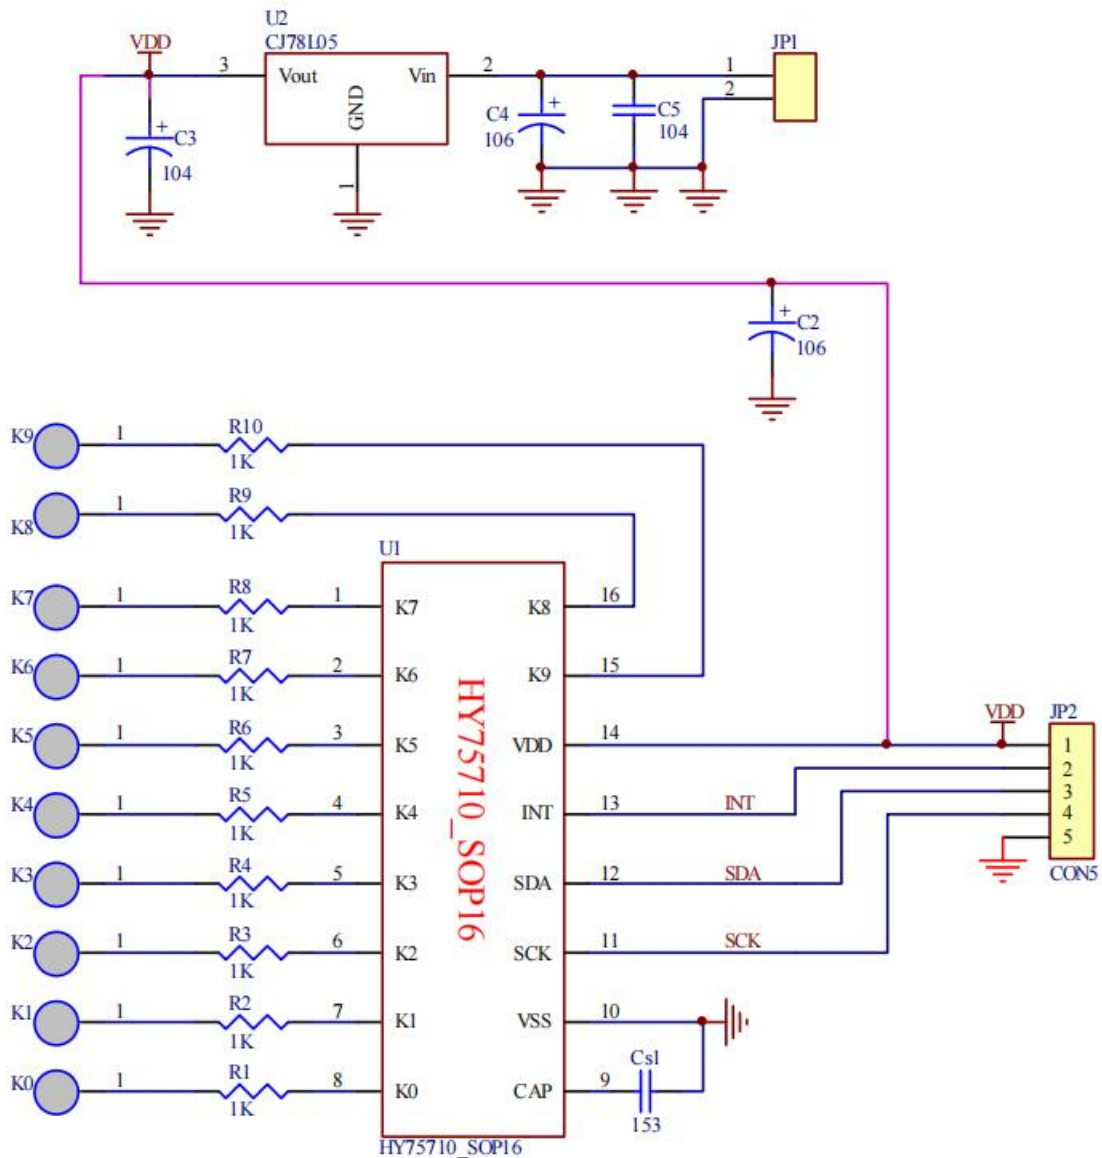 U2
CJ78L05
VDD
3
Vout
Vin
2
GND
1
JP1
1
2
C3
104
C4
106
C5
104
C2
106
K9
1
R10
1K
K8
1
R9
1K
U1
K7
1
R8
1K
1
K7
K8
16
K6
1
R7
1K
2
K6
K9
15
K5
1
R6
1K
3
K5
VDD
14
VDD
JP2
1
2
3
4
5
CON5
K4
1
R5
1K
4
K4
INT
13
INT
K3
1
R4
1K
5
K3
SDA
12
SDA
K2
1
R3
1K
6
K2
SCK
11
SCK
K1
1
R2
1K
7
K1
VSS
10
K0
1
R1
1K
8
K0
CAP
9
Cs1
153
HY75710_SOP16
HY75710_SOP16